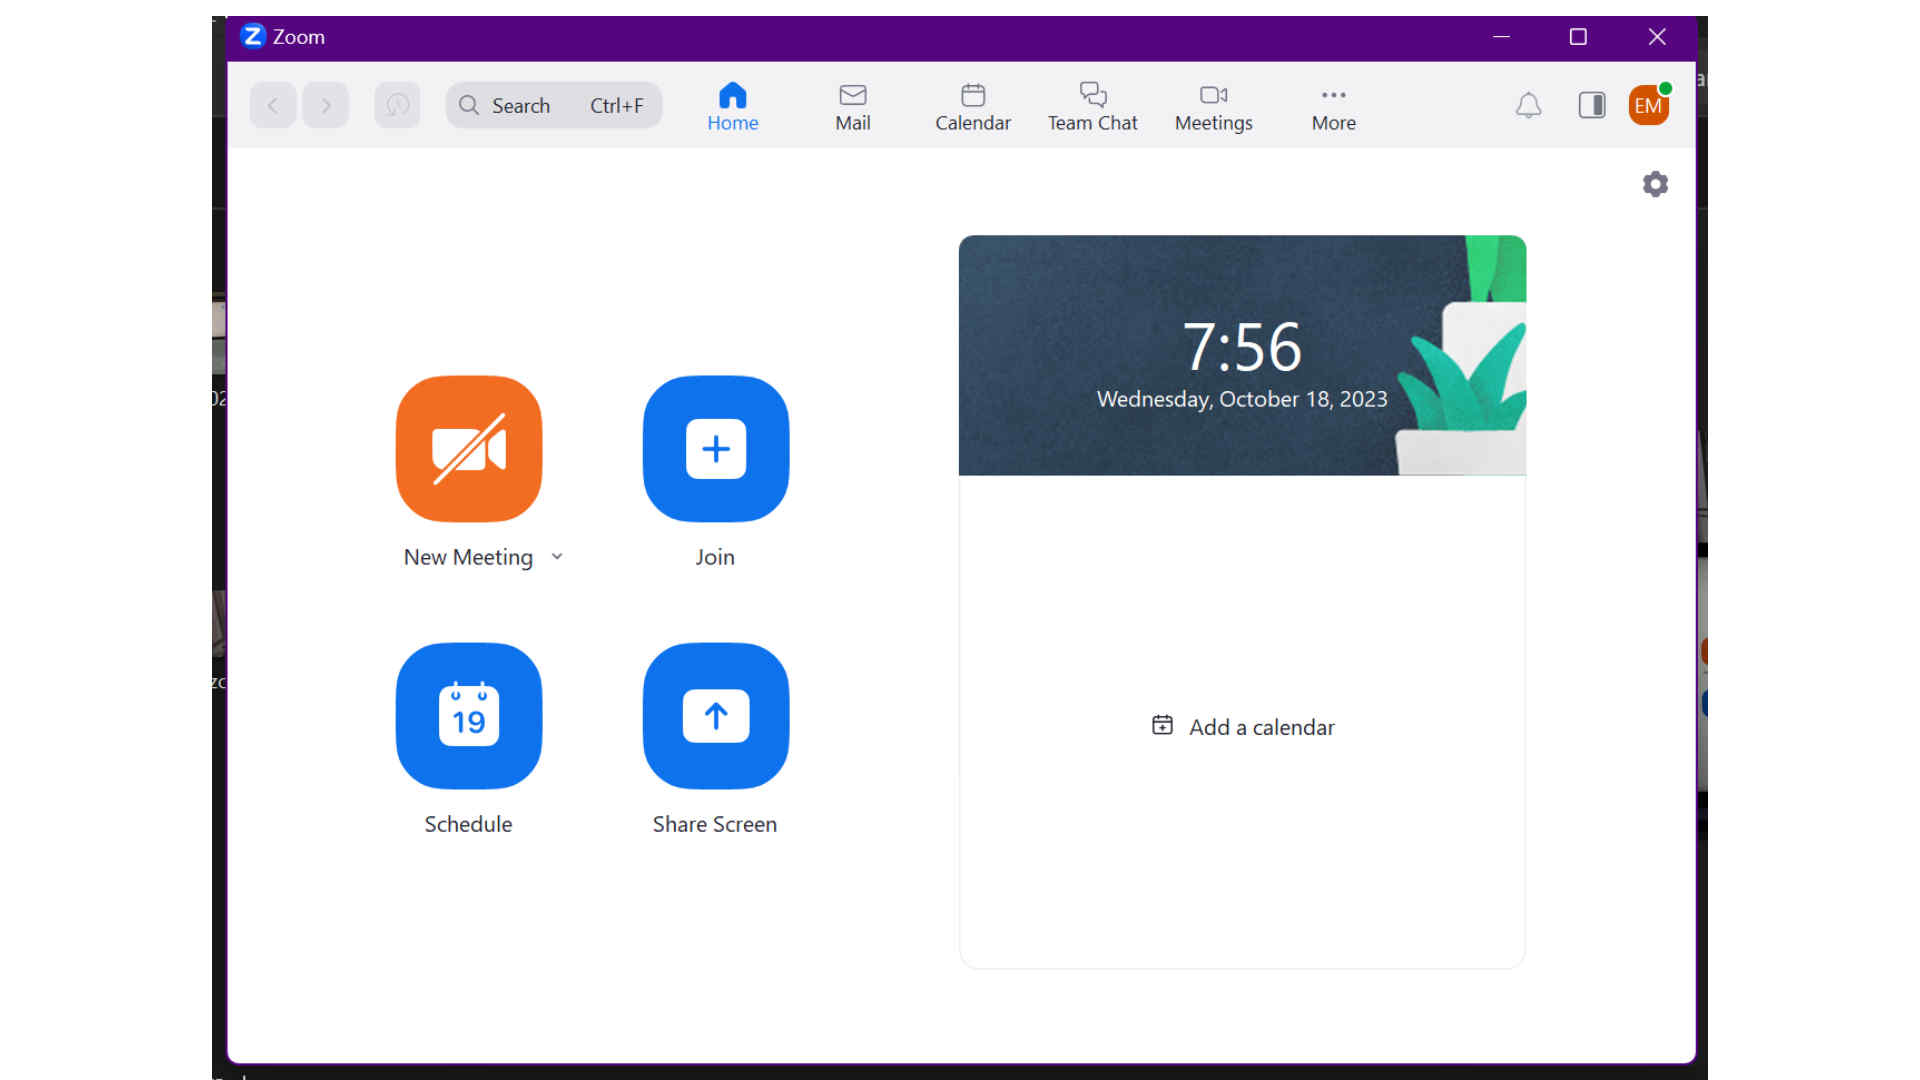 Zoom
Search Ctrl+F
Home
Mail
Calendar
Team Chat
Meetings
More
EM
7:56
Wednesday, October 18, 2023
New Meeting
Join
19
Schedule
Share Screen
Add a calendar